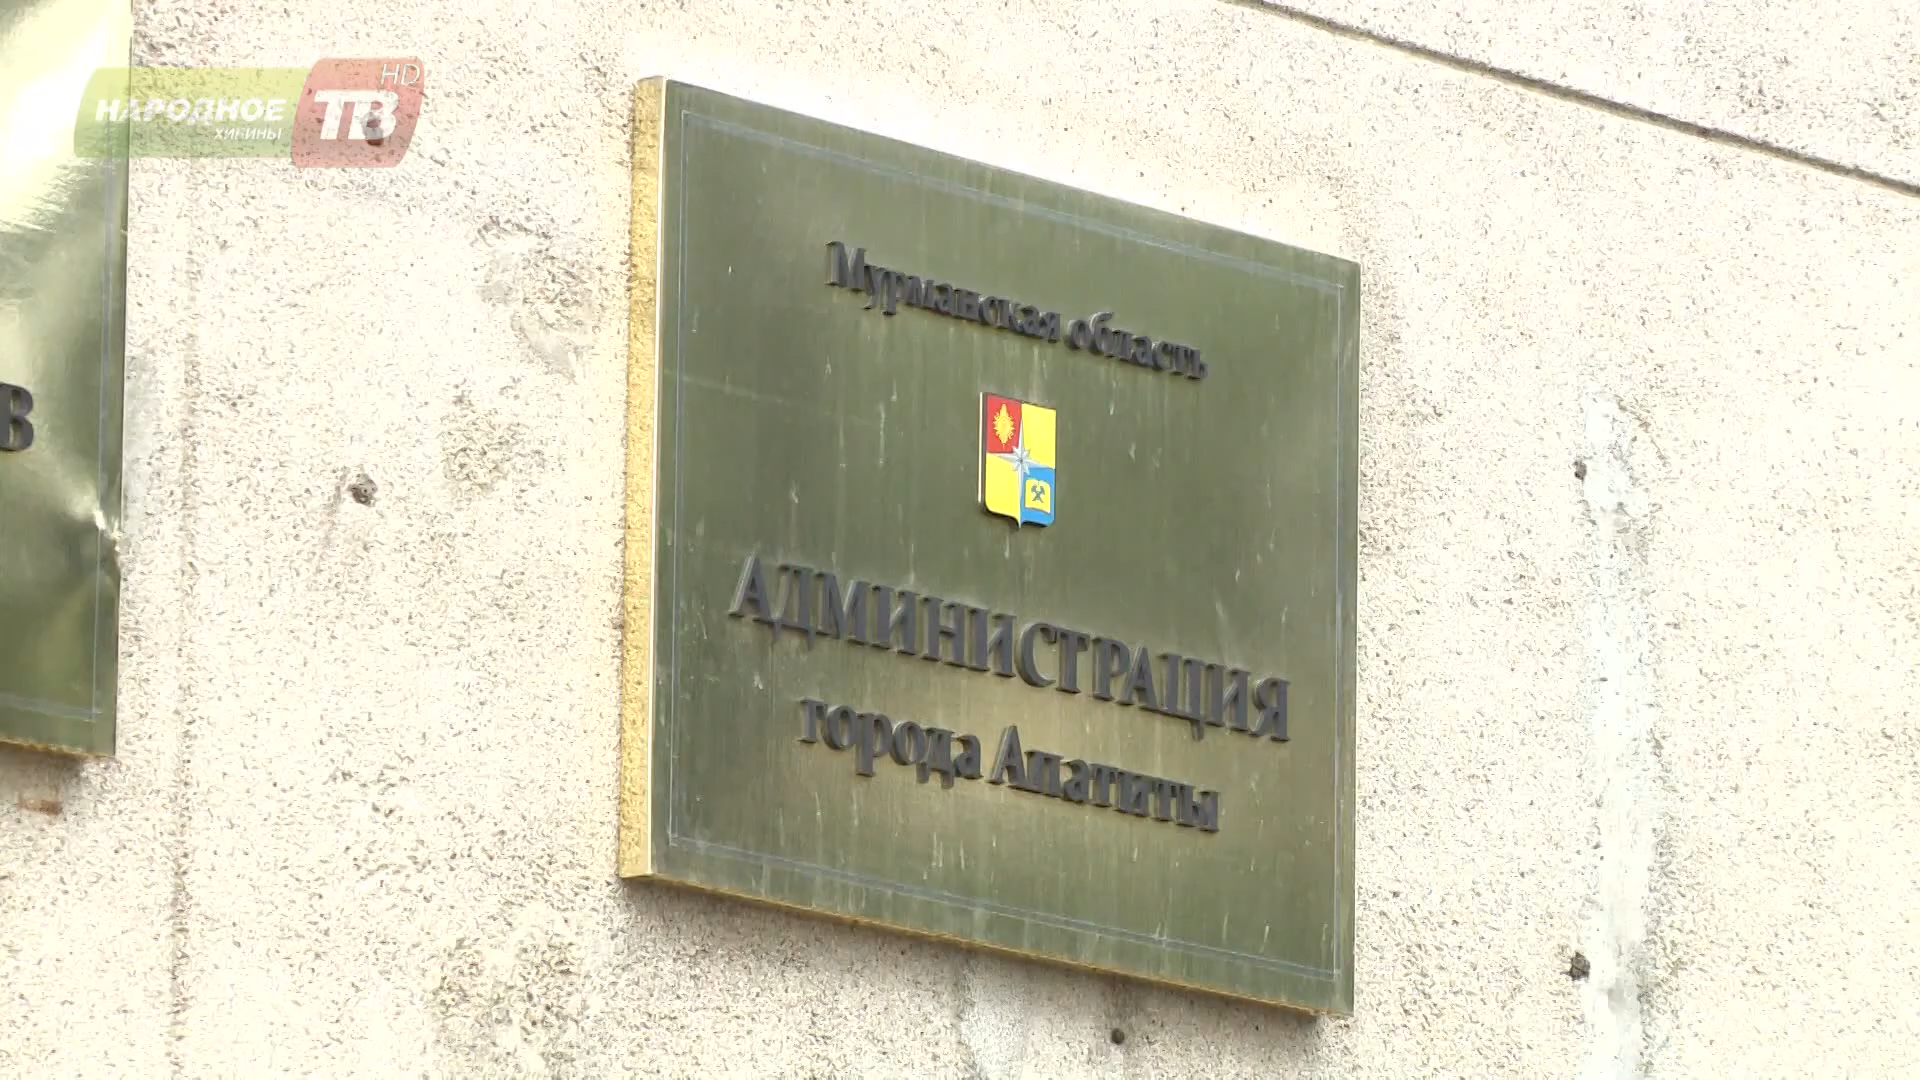 НАРОДНОЕ ТВ HD
ХИБИНЫ
В
Мурманская область
АДМИНИСТРАЦИЯ
города Апатиты